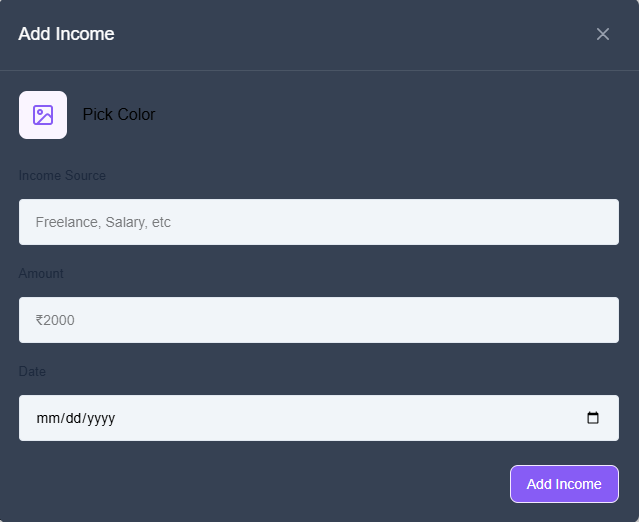 Add Income
Pick Color
Income Source
Freelance, Salary, etc
Amount
₹2000
Date
mm/dd/yyyy
Add Income